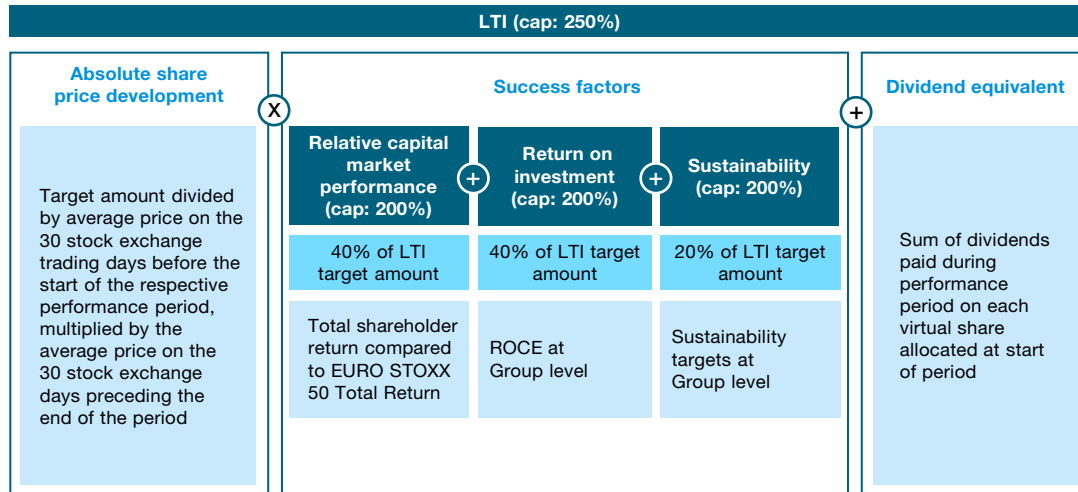 LTI (cap: 250%)
Absolute share
price development
X
Success factors
+
Dividend equivalent
Target amount divided
by average price on the
30 stock exchange
trading days before the
start of the respective
performance period,
multiplied by the
average price on the
30 stock exchange
days preceding the
end of the period
Relative capital
market
performance
(cap: 200%)
+
Return on
investment
(cap: 200%)
+
Sustainability
(cap: 200%)
40% of LTI
target amount
40% of LTI target
amount
20% of LTI target
amount
Total shareholder
return compared
to EURO STOXX
50 Total Return
ROCE at
Group level
Sustainability
targets at
Group level
Sum of dividends
paid during
performance
period on each
virtual share
allocated at start
of period